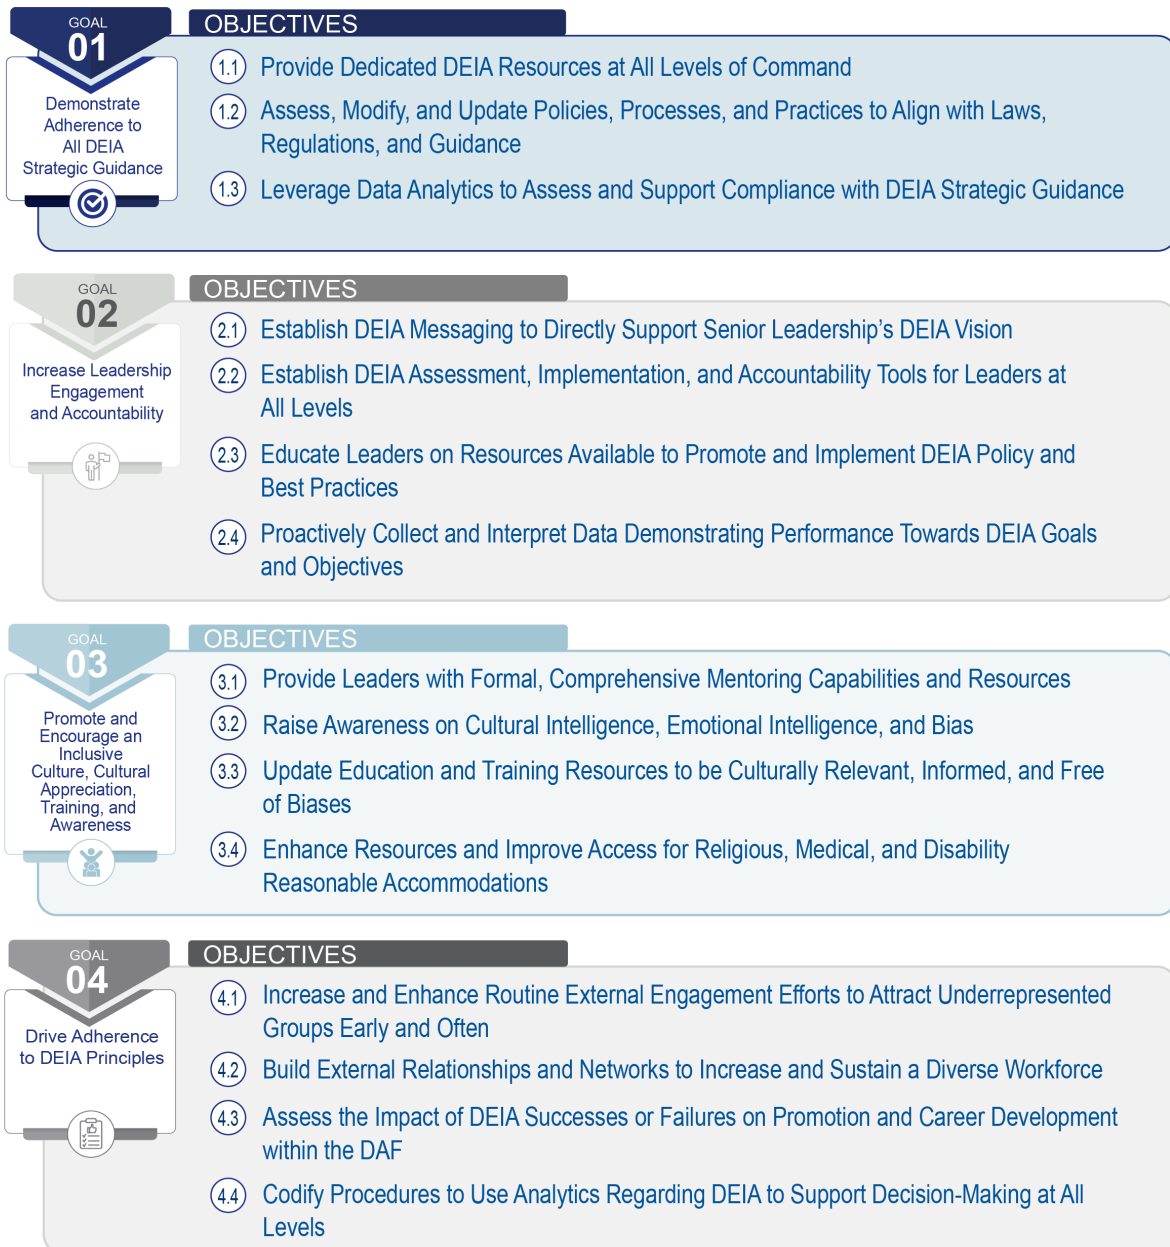 GOAL
01
Demonstrate
Adherence to
All DEIA
Strategic Guidance
OBJECTIVES
1.1 Provide Dedicated DEIA Resources at All Levels of Command
1.2 Assess, Modify, and Update Policies, Processes, and Practices to Align with Laws,
Regulations, and Guidance
1.3 Leverage Data Analytics to Assess and Support Compliance with DEIA Strategic Guidance
GOAL
02
Increase Leadership
Engagement
and Accountability
OBJECTIVES
2.1 Establish DEIA Messaging to Directly Support Senior Leadership's DEIA Vision
2.2 Establish DEIA Assessment, Implementation, and Accountability Tools for Leaders at
All Levels
2.3 Educate Leaders on Resources Available to Promote and Implement DEIA Policy and
Best Practices
2.4 Proactively Collect and Interpret Data Demonstrating Performance Towards DEIA Goals
and Objectives
GOAL
03
Promote and
Encourage an
Inclusive
Culture, Cultural
Appreciation,
Training, and
Awareness
OBJECTIVES
3.1 Provide Leaders with Formal, Comprehensive Mentoring Capabilities and Resources
3.2 Raise Awareness on Cultural Intelligence, Emotional Intelligence, and Bias
3.3 Update Education and Training Resources to be Culturally Relevant, Informed, and Free
of Biases
3.4 Enhance Resources and Improve Access for Religious, Medical, and Disability
Reasonable Accommodations
GOAL
04
Drive Adherence
to DEIA Principles
OBJECTIVES
4.1 Increase and Enhance Routine External Engagement Efforts to Attract Underrepresented
Groups Early and Often
4.2 Build External Relationships and Networks to Increase and Sustain a Diverse Workforce
4.3 Assess the Impact of DEIA Successes or Failures on Promotion and Career Development
within the DAF
4.4 Codify Procedures to Use Analytics Regarding DEIA to Support Decision-Making at All
Levels